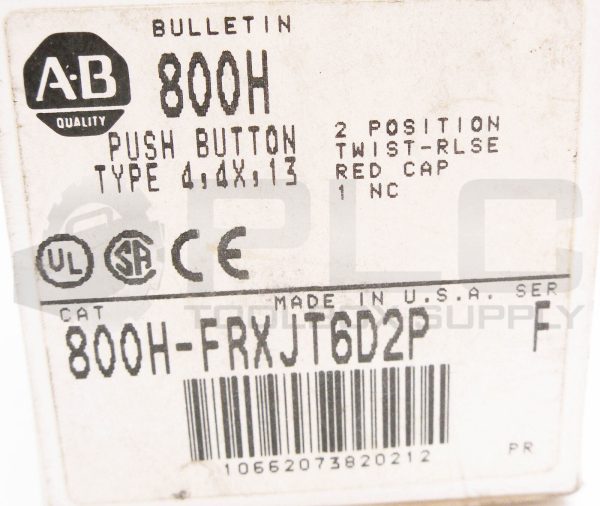 BULLETIN
A·B
QUALITY
800H
PUSH BUTTON
TYPE 4,4X,13
2 POSITION
TWIST-RLSE
RED CAP
1 NC
UL
SA
CE
PLC
TOOLBOX SUPPLY
MADE IN U.S.A. SER
CAT
800H-FRXJT6D2P F
10662073820212
PR